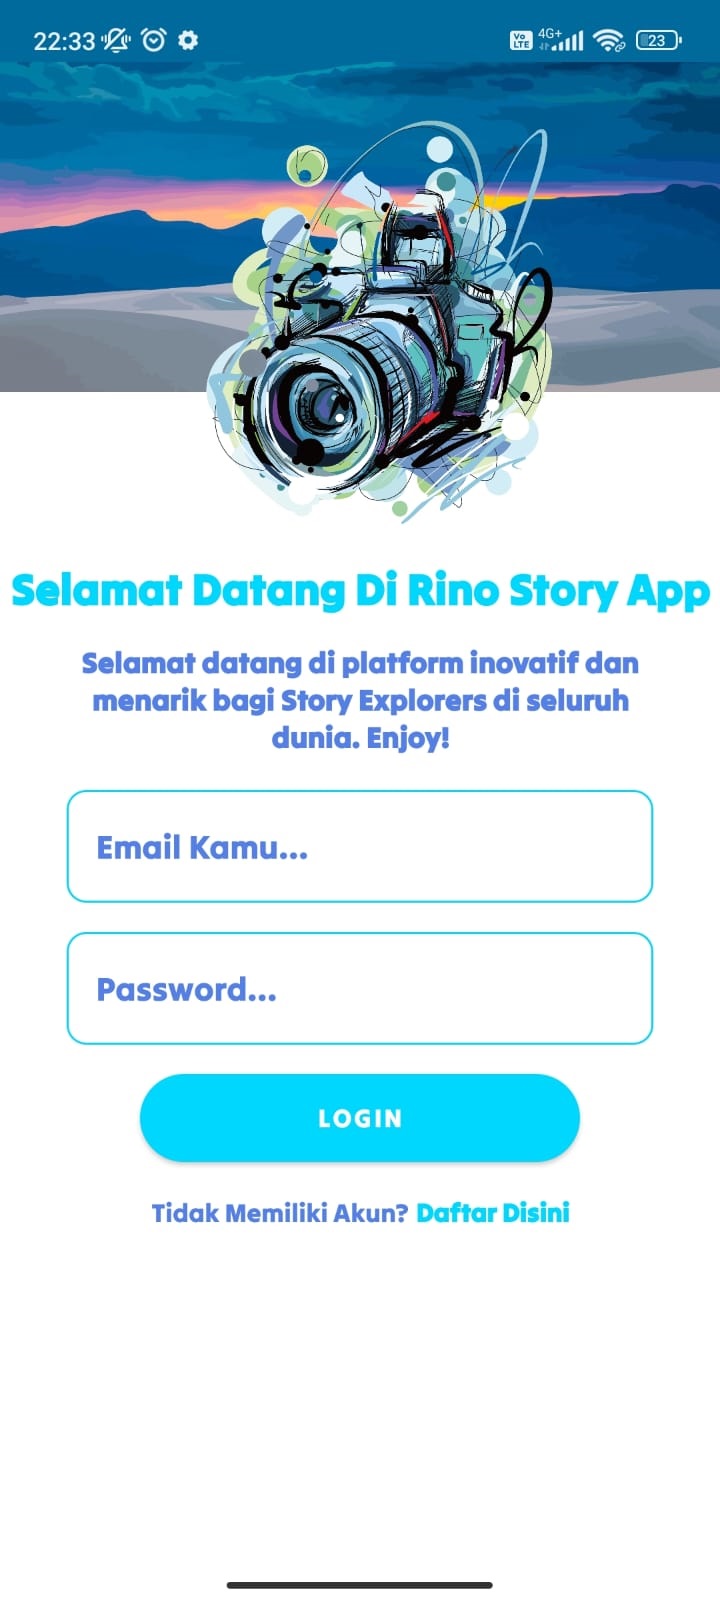 22:33
Vo LTE 4G+ 23
Selamat Datang Di Rino Story App
Selamat datang di platform inovatif dan
menarik bagi Story Explorers di seluruh
dunia. Enjoy!
Email Kamu...
Password...
LOGIN
Tidak Memiliki Akun? Daftar Disini